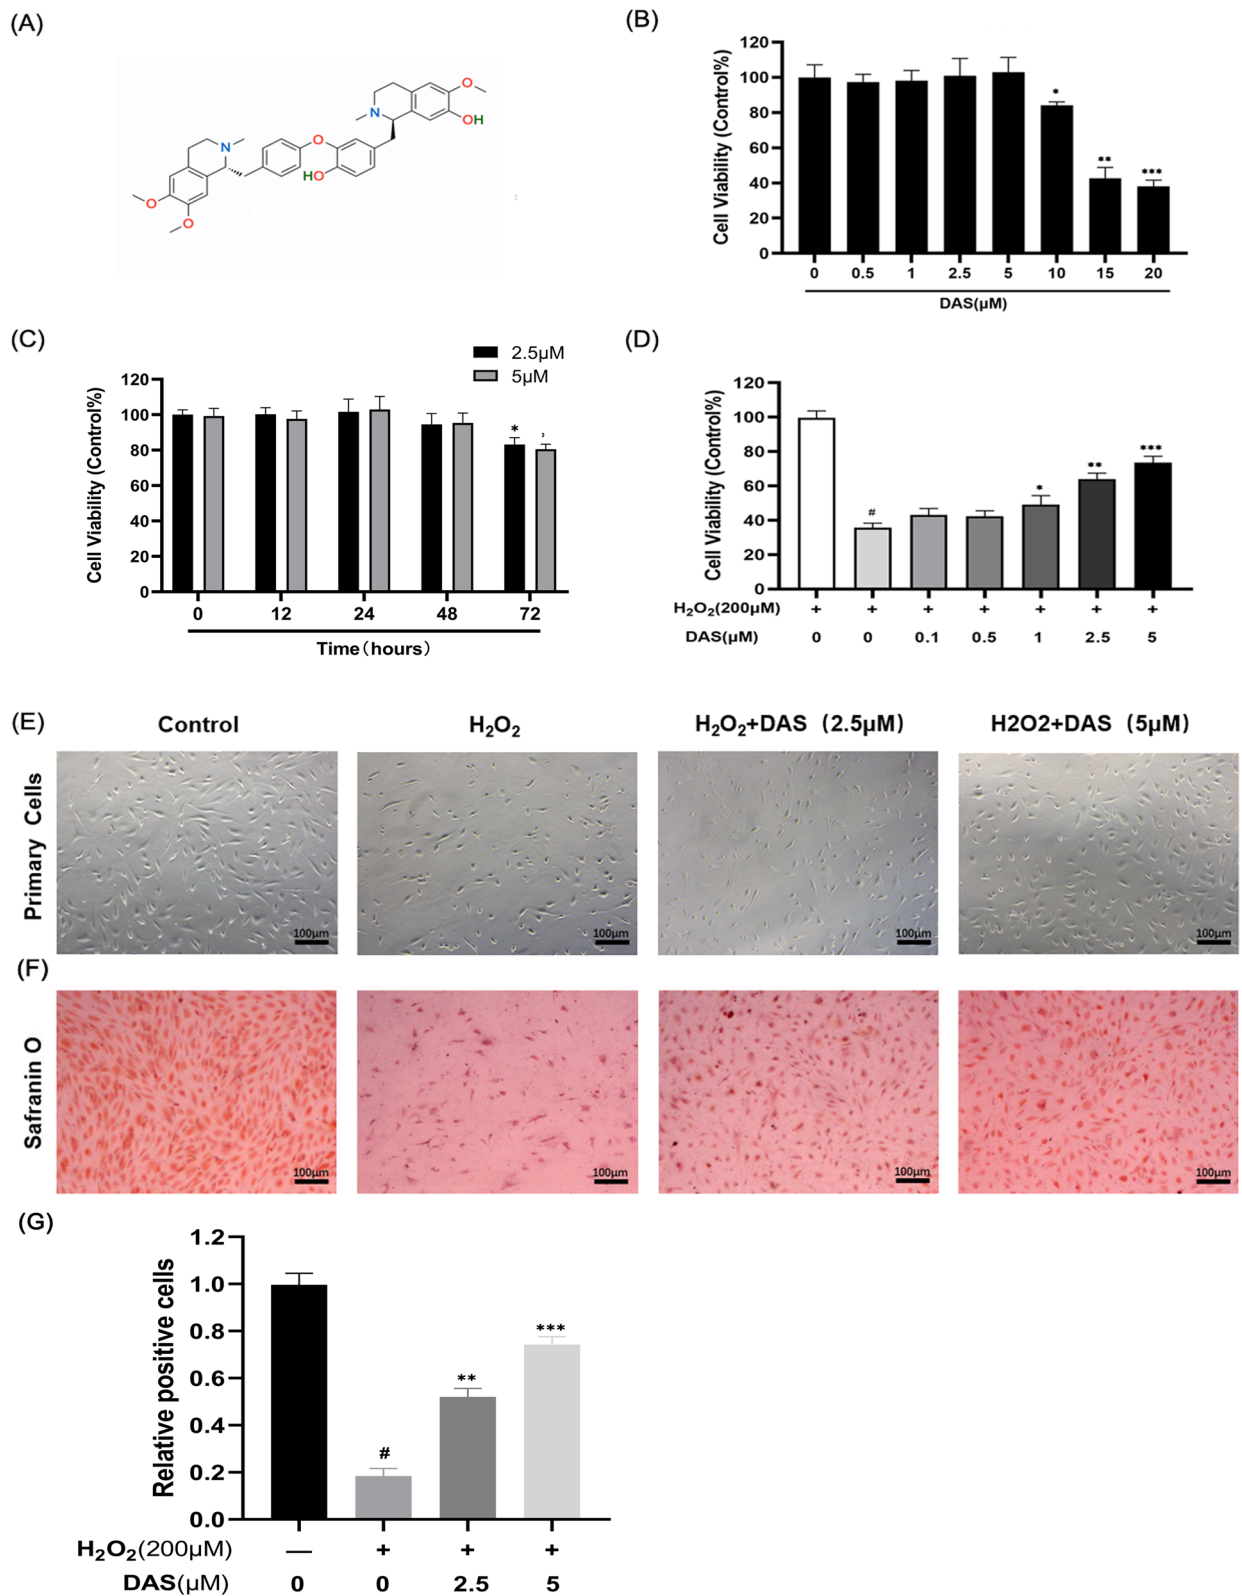 (A)
O
N
OH
N
O
HO
O
O
(B)
Cell Viability (Control%)
120
100
80
60
40
20
0
*
**
***
0 0.5 1 2.5 5 10 15 20
DAS(μM)
(C)
2.5μM
5μM
Cell Viability (Control%)
120
100
80
60
40
20
0
*
0 12 24 48 72
Time(hours)
(D)
Cell Viability (Control%)
120
100
80
60
40
20
0
#
*
**
***
H₂O₂(200μM) + + + + + + +
DAS(μM) 0 0 0.1 0.5 1 2.5 5
(E)
Control
H₂O₂
H₂O₂+DAS (2.5μM)
H2O2+DAS (5μM)
Primary Cells
100μm
100μm
100μm
100μm
(F)
Safranin O
100μm
100μm
100μm
100μm
(G)
Relative positive cells
1.2
1.0
0.8
0.6
0.4
0.2
0.0
#
**
***
H₂O₂(200μM) — + + +
DAS(μM) 0 0 2.5 5